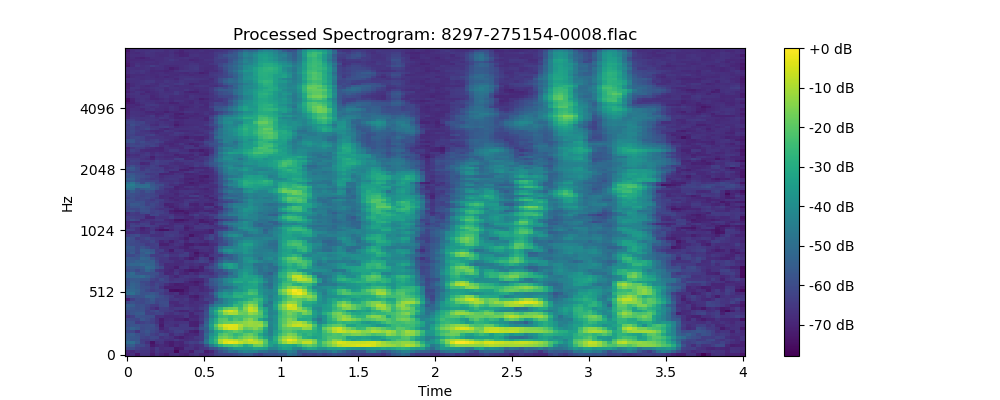 Processed Spectrogram: 8297-275154-0008.flac
+0 dB
-10 dB
-20 dB
-30 dB
-40 dB
-50 dB
-60 dB
-70 dB
4096
2048
1024
512
0
Hz
0 0.5 1 1.5 2 2.5 3 3.5 4
Time